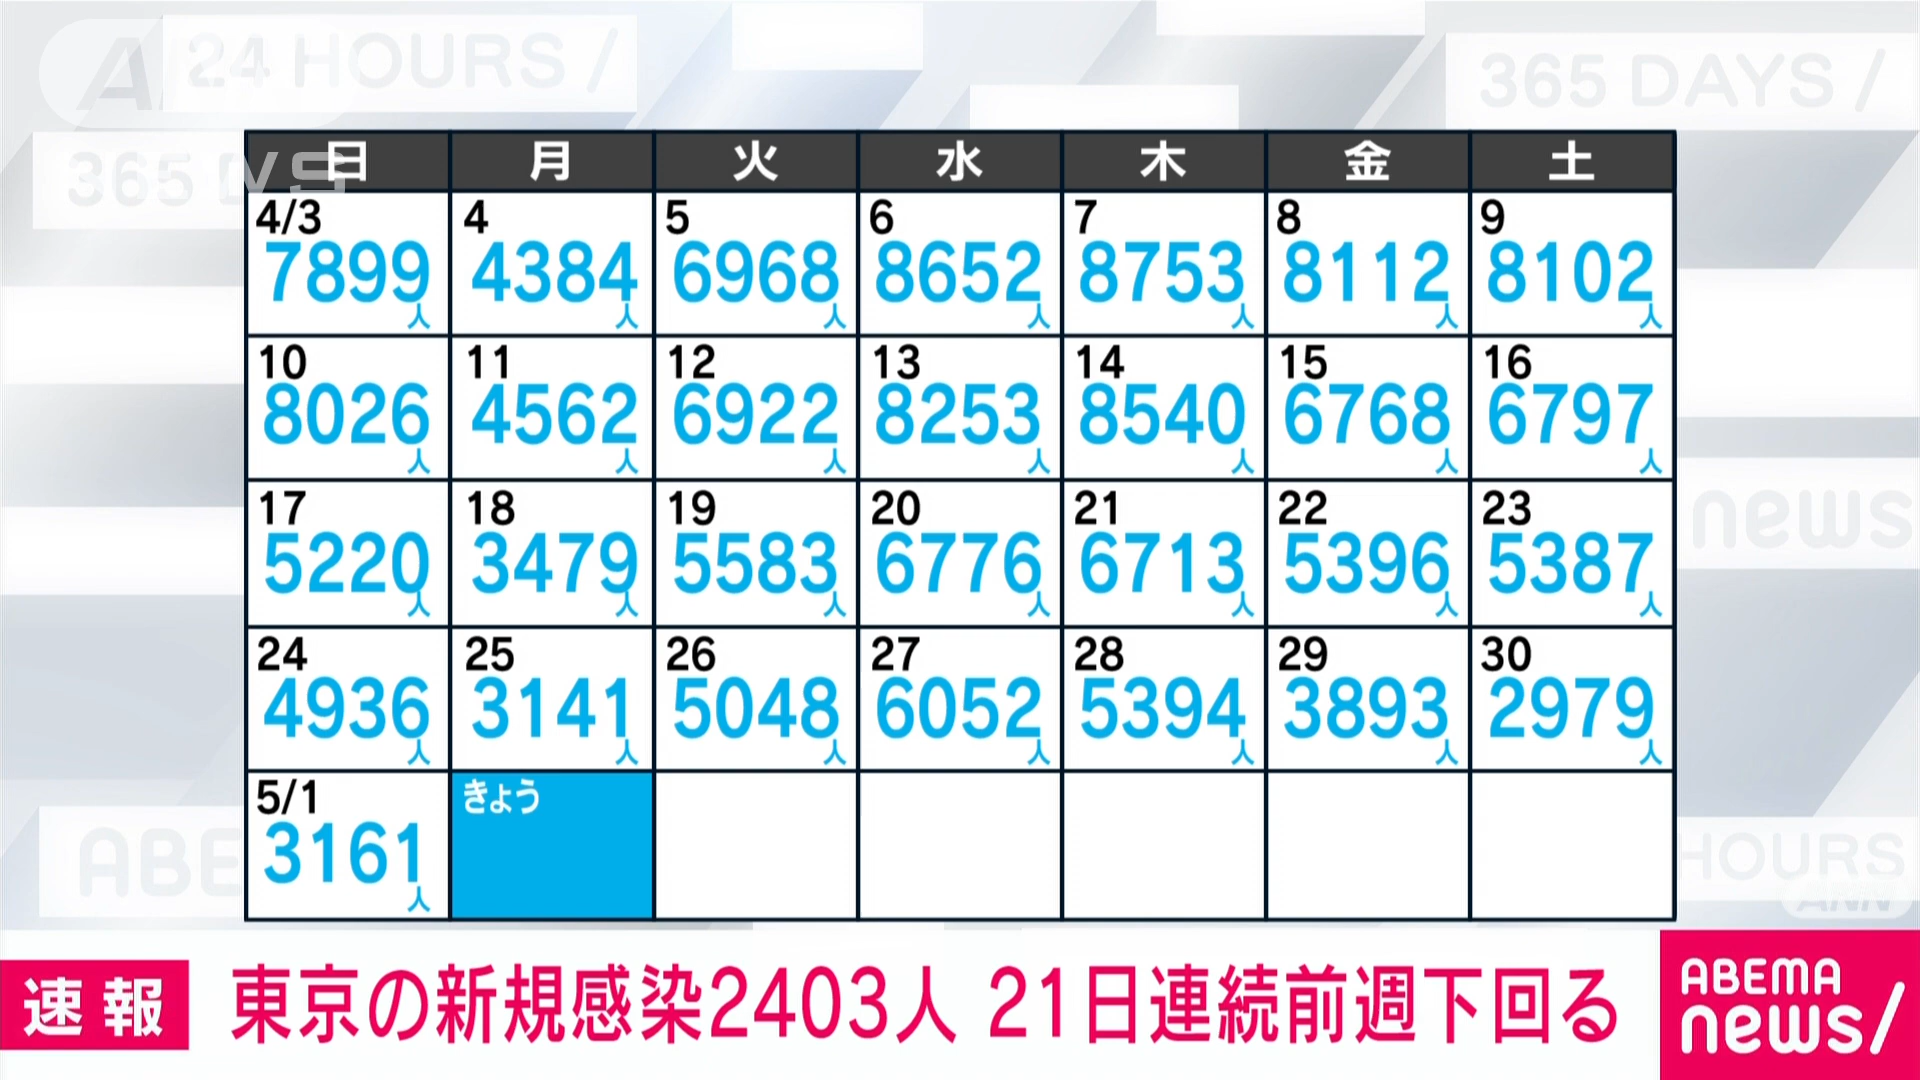 24 HOURS /
365 DAYS /
365 D
日 月 火 水 木 金 土
4/3 4 5 6 7 8 9
7899人 4384人 6968人 8652人 8753人 8112人 8102人
10 11 12 13 14 15 16
8026人 4562人 6922人 8253人 8540人 6768人 6797人
17 18 19 20 21 22 23
5220人 3479人 5583人 6776人 6713人 5396人 5387人
news
24 25 26 27 28 29 30
4936人 3141人 5048人 6052人 5394人 3893人 2979人
5/1 きょう
3161人
ABE
HOURS
ANN
速報 東京の新規感染2403人 21日連続前週下回る
ABEMA
news/